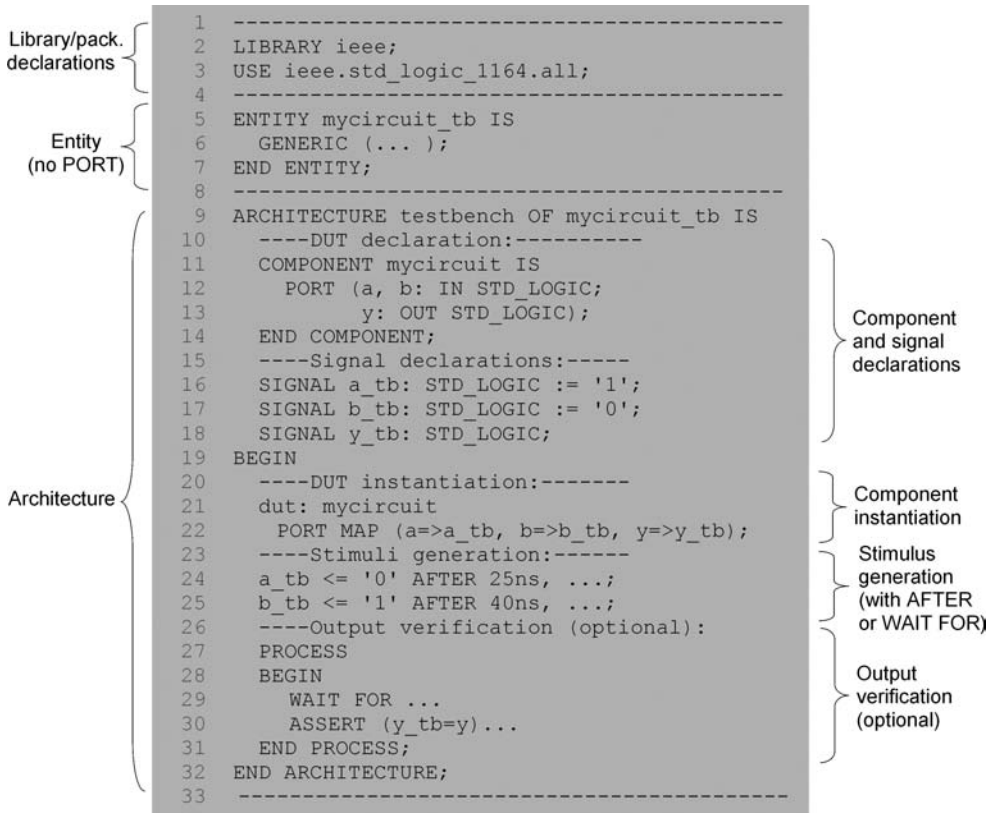 Library/pack.
declarations
Entity
(no PORT)
Architecture
1 -------------------------------------------
2 LIBRARY ieee;
3 USE ieee.std_logic_1164.all;
4 -------------------------------------------
5 ENTITY mycircuit_tb IS
6   GENERIC (... );
7 END ENTITY;
8 -------------------------------------------
9 ARCHITECTURE testbench OF mycircuit_tb IS
10   ----DUT declaration:----------
11   COMPONENT mycircuit IS
12     PORT (a, b: IN STD_LOGIC;
13           y: OUT STD_LOGIC);
14   END COMPONENT;
15   ----Signal declarations:-----
16   SIGNAL a_tb: STD_LOGIC := '1';
17   SIGNAL b_tb: STD_LOGIC := '0';
18   SIGNAL y_tb: STD_LOGIC;
19 BEGIN
20   ----DUT instantiation:-------
21   dut: mycircuit
22    PORT MAP (a=>a_tb, b=>b_tb, y=>y_tb);
23   ----Stimuli generation:------
24   a_tb <= '0' AFTER 25ns, ...;
25   b_tb <= '1' AFTER 40ns, ...;
26   ----Output verification (optional):
27   PROCESS
28   BEGIN
29     WAIT FOR ...
30     ASSERT (y_tb=y)...
31   END PROCESS;
32 END ARCHITECTURE;
33 -------------------------------------------
Component
and signal
declarations
Component
instantiation
Stimulus
generation
(with AFTER
or WAIT FOR)
Output
verification
(optional)